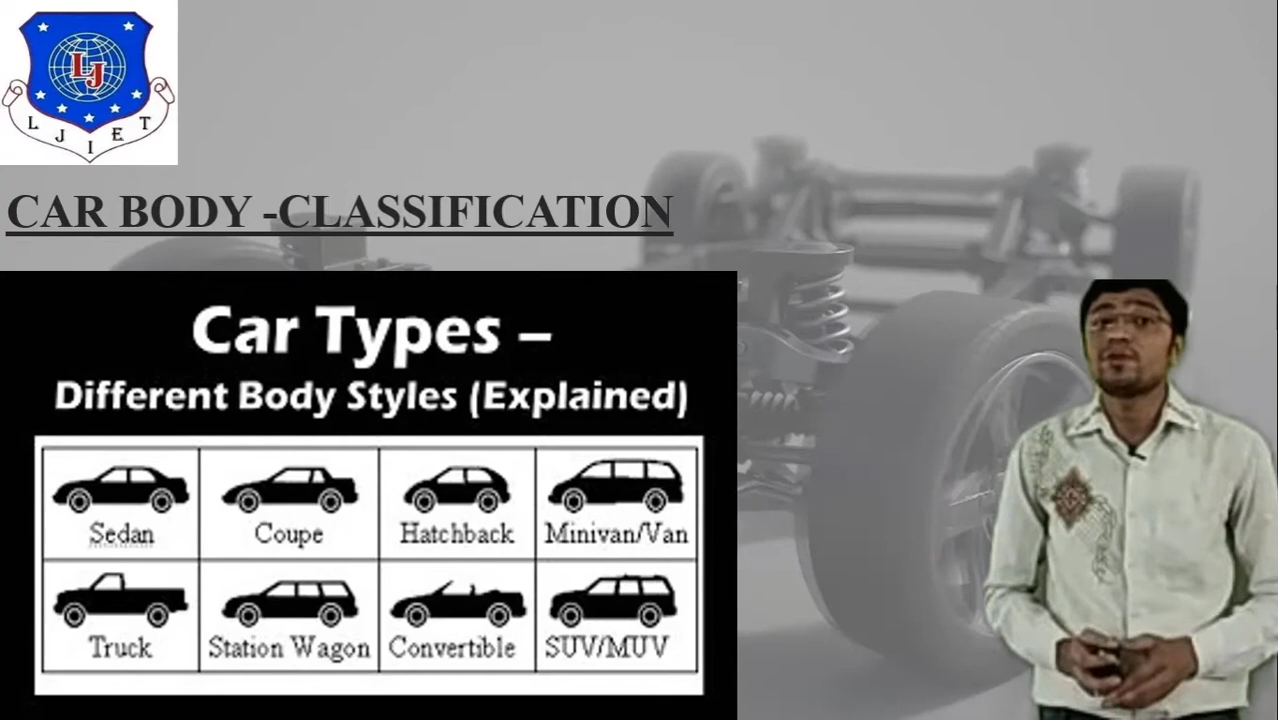 LJ
L J I E T
CAR BODY -CLASSIFICATION
Car Types –
Different Body Styles (Explained)
Sedan Coupe Hatchback Minivan/Van
Truck Station Wagon Convertible SUV/MUV